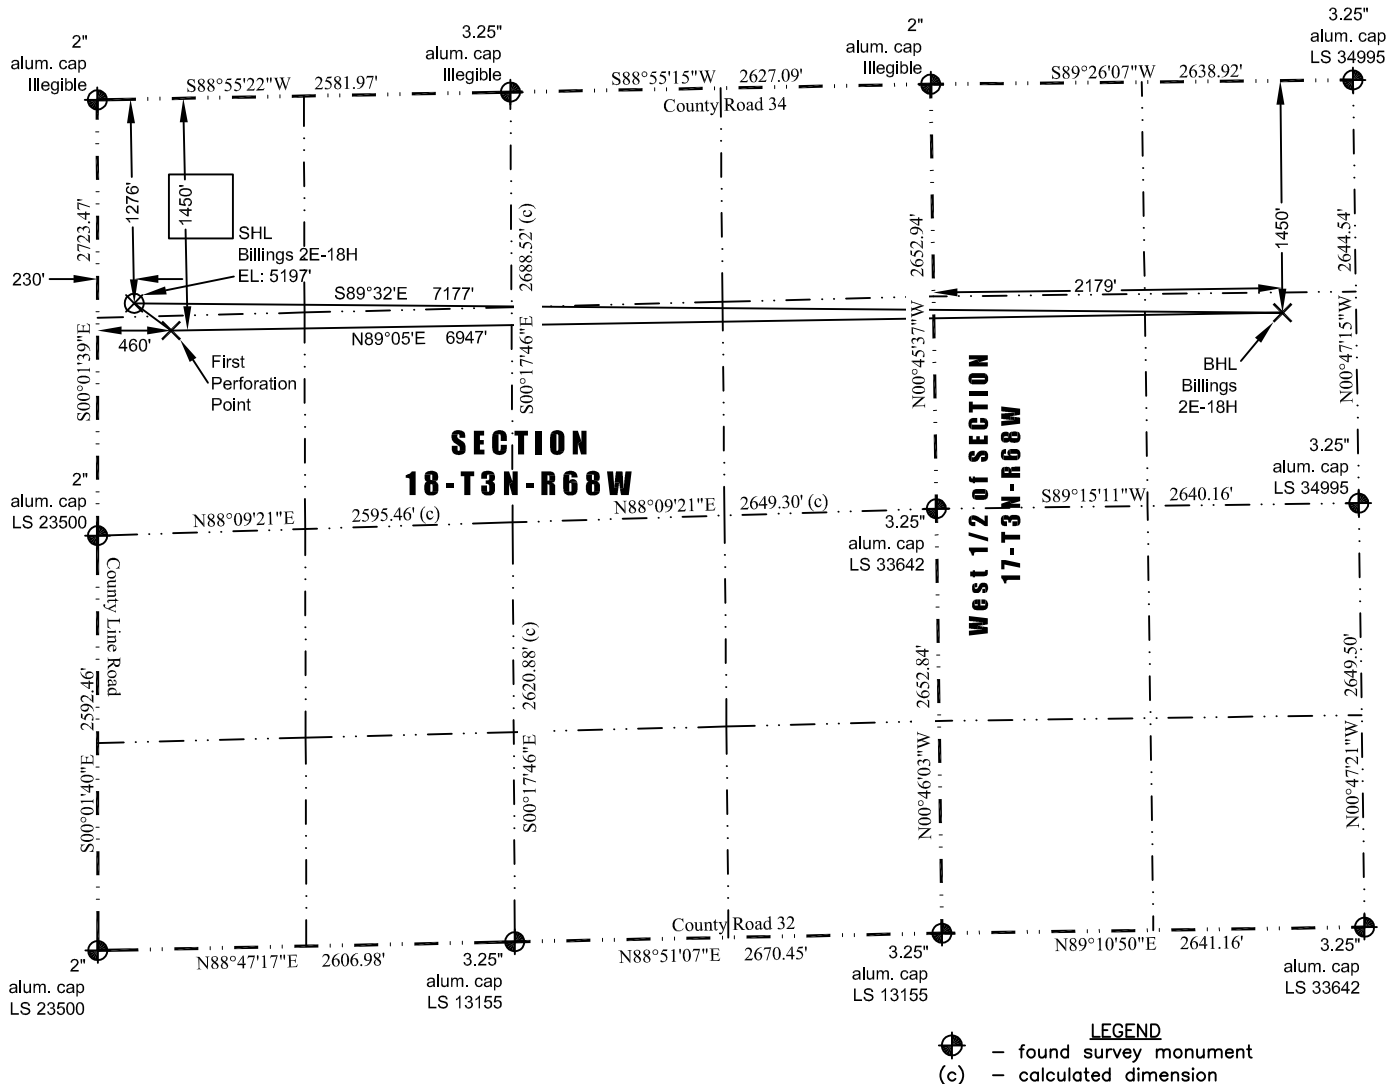 2"
alum. cap
Illegible
3.25"
alum. cap
Illegible
2"
alum. cap
Illegible
3.25"
alum. cap
LS 34995
S88°55'22"W 2581.97'
S88°55'15"W 2627.09'
S89°26'07"W 2638.92'
County Road 34
1276'
1450'
1450'
2723.47'
S00°01'39"E
2688.52' (c)
S00°17'46"E
2652.94'
N00°45'37"W
2644.54'
N00°47'15"W
SHL
Billings 2E-18H
EL: 5197'
230'
S89°32'E 7177'
2179'
N89°05'E 6947'
460'
First
Perforation
Point
BHL
Billings
2E-18H
SECTION
18-T3N-R68W
West 1/2 of SECTION
17-T3N-R68W
2"
alum. cap
LS 23500
3.25"
alum. cap
LS 34995
N88°09'21"E 2595.46' (c)
N88°09'21"E 2649.30' (c)
S89°15'11"W 2640.16'
3.25"
alum. cap
LS 33642
County Line Road
2592.46'
S00°01'40"E
2620.88' (c)
S00°17'46"E
2652.84'
N00°46'03"W
2649.50'
N00°47'21"W
County Road 32
N88°47'17"E 2606.98'
N88°51'07"E 2670.45'
N89°10'50"E 2641.16'
2"
alum. cap
LS 23500
3.25"
alum. cap
LS 13155
3.25"
alum. cap
LS 13155
3.25"
alum. cap
LS 33642
LEGEND
– found survey monument
(c) – calculated dimension